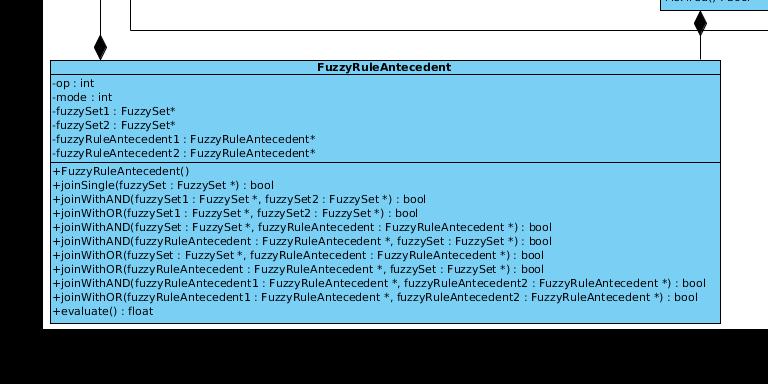 FuzzyRuleAntecedent
-op : int
-mode : int
-fuzzySet1 : FuzzySet*
-fuzzySet2 : FuzzySet*
-fuzzyRuleAntecedent1 : FuzzyRuleAntecedent*
-fuzzyRuleAntecedent2 : FuzzyRuleAntecedent*
+FuzzyRuleAntecedent()
+joinSingle(fuzzySet : FuzzySet *) : bool
+joinWithAND(fuzzySet1 : FuzzySet *, fuzzySet2 : FuzzySet *) : bool
+joinWithOR(fuzzySet1 : FuzzySet *, fuzzySet2 : FuzzySet *) : bool
+joinWithAND(fuzzySet : FuzzySet *, fuzzyRuleAntecedent : FuzzyRuleAntecedent *) : bool
+joinWithAND(fuzzyRuleAntecedent : FuzzyRuleAntecedent *, fuzzySet : FuzzySet *) : bool
+joinWithOR(fuzzySet : FuzzySet *, fuzzyRuleAntecedent : FuzzyRuleAntecedent *) : bool
+joinWithOR(fuzzyRuleAntecedent : FuzzyRuleAntecedent *, fuzzySet : FuzzySet *) : bool
+joinWithAND(fuzzyRuleAntecedent1 : FuzzyRuleAntecedent *, fuzzyRuleAntecedent2 : FuzzyRuleAntecedent *) : bool
+joinWithOR(fuzzyRuleAntecedent1 : FuzzyRuleAntecedent *, fuzzyRuleAntecedent2 : FuzzyRuleAntecedent *) : bool
+evaluate() : float